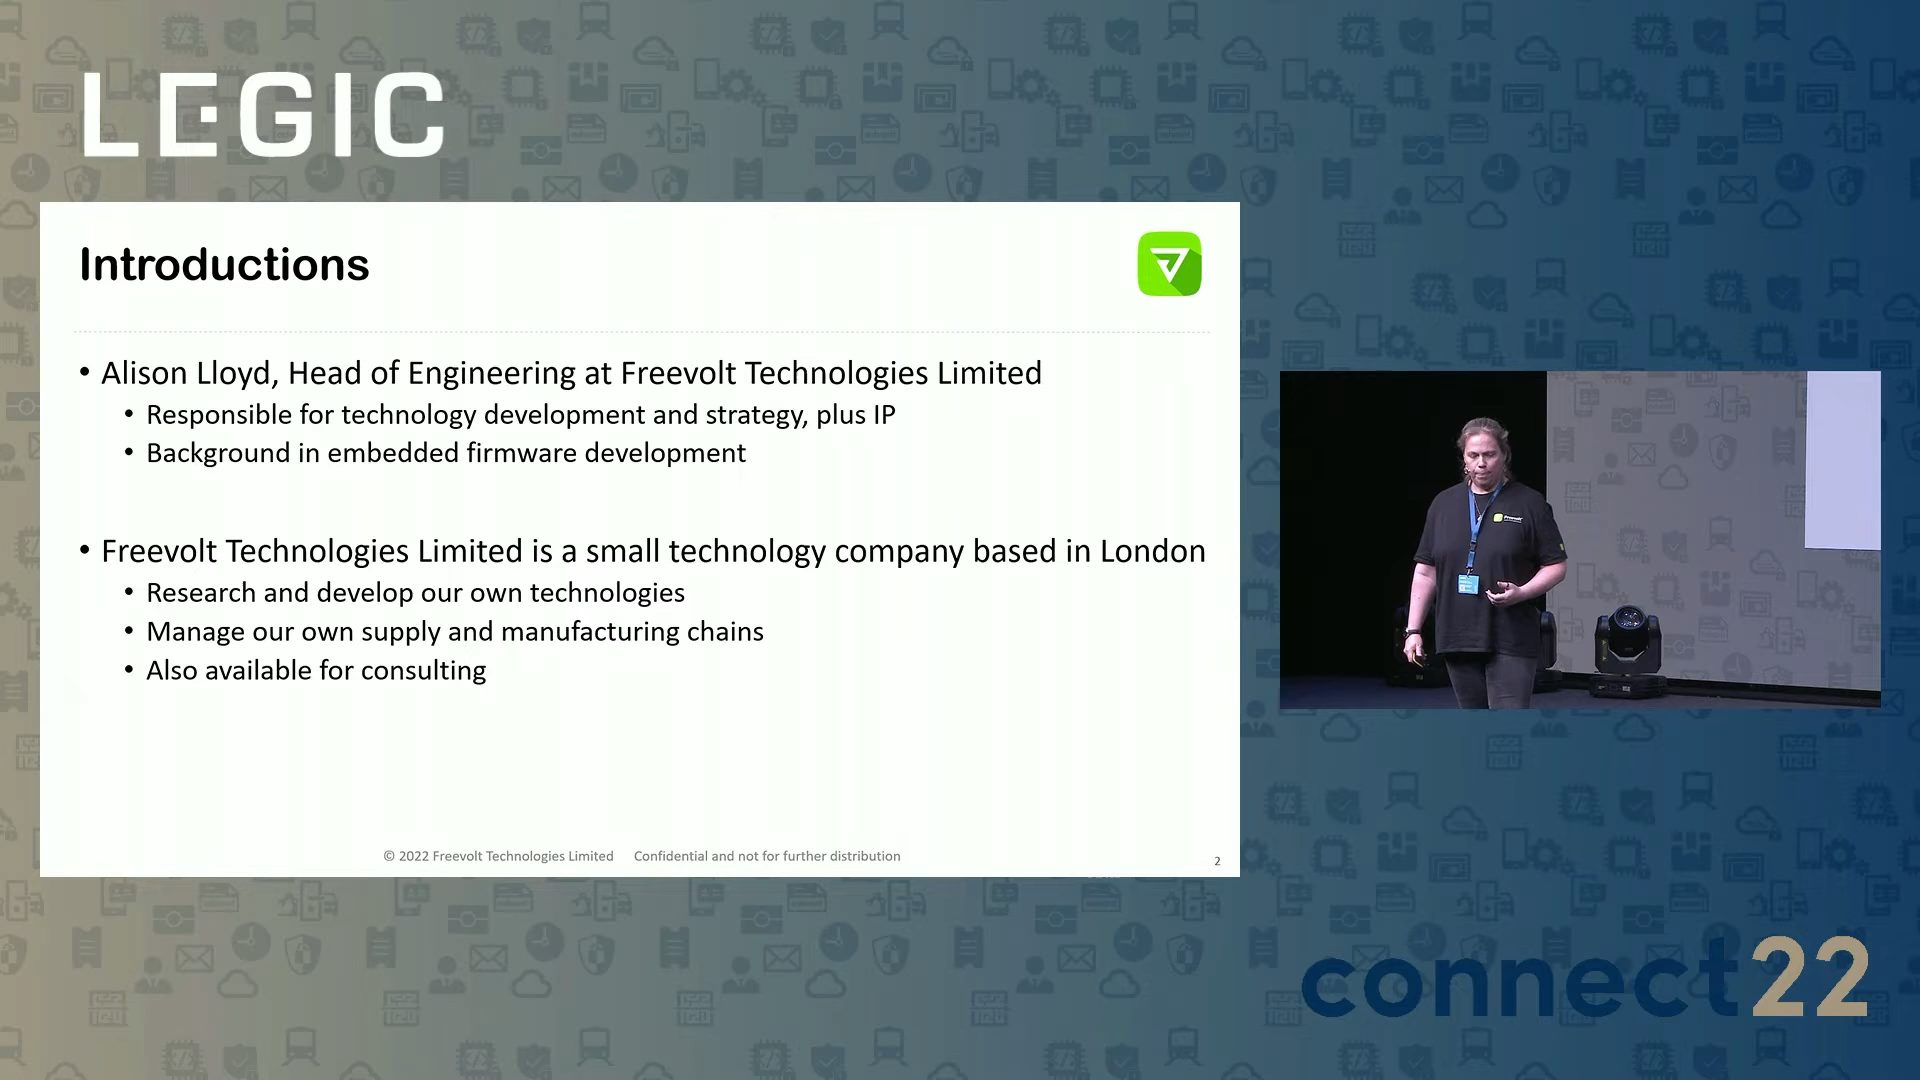 LEGIC
Introductions
• Alison Lloyd, Head of Engineering at Freevolt Technologies Limited
• Responsible for technology development and strategy, plus IP
• Background in embedded firmware development
• Freevolt Technologies Limited is a small technology company based in London
• Research and develop our own technologies
• Manage our own supply and manufacturing chains
• Also available for consulting
© 2022 Freevolt Technologies Limited Confidential and not for further distribution
2
Freevolt
connect22